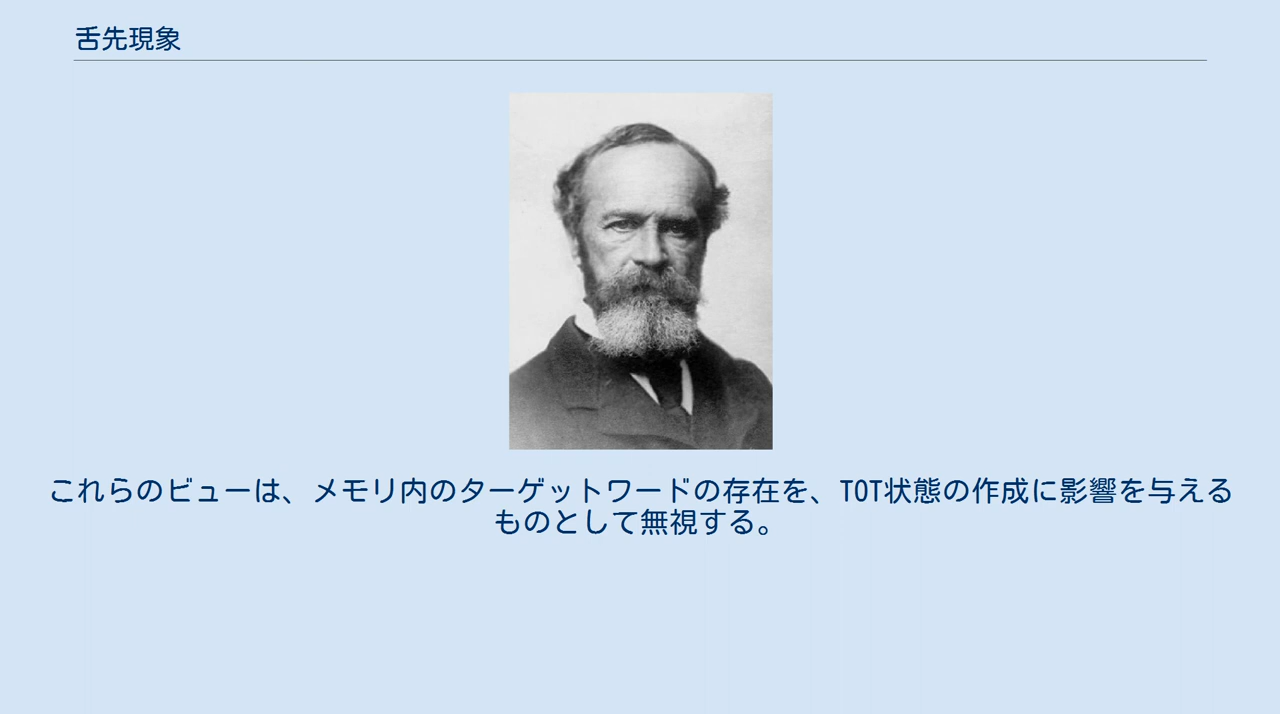 舌先現象
これらのビューは、メモリ内のターゲットワードの存在を、TOT状態の作成に影響を与える
ものとして無視する。